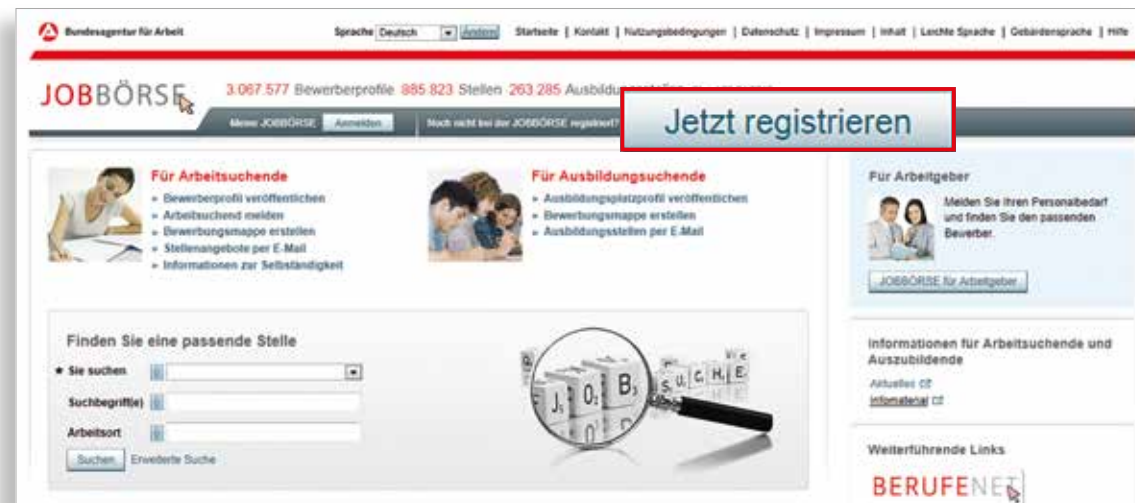 Bundesagentur für Arbeit
Sprache Deutsch Ändern Startseite | Kontakt | Nutzungsbedingungen | Datenschutz | Impressum | Inhalt | Leichte Sprache | Gebärdensprache | Hilfe
JOBBÖRSE
3.067.577 Bewerberprofile 885 823 Stellen 263 285
Meine JOBBÖRSE Anmelden Noch nicht bei der JOBBÖRSE registriert?
Jetzt registrieren
Für Arbeitsuchende
» Bewerberprofil veröffentlichen
» Arbeitsuchend melden
» Bewerbungsmappe erstellen
» Stellenangebote per E-Mail
» Informationen zur Selbständigkeit
Für Ausbildungsuchende
» Ausbildungsplatzprofil veröffentlichen
» Bewerbungsmappe erstellen
» Ausbildungsstellen per E-Mail
Für Arbeitgeber
Melden Sie Ihren Personalbedarf
und finden Sie den passenden
Bewerber.
JOBBÖRSE für Arbeitgeber
Finden Sie eine passende Stelle
* Sie suchen
Suchbegriff(e)
Arbeitsort
Suchen Erweiterte Suche
J O B
S U C H E
Informationen für Arbeitsuchende und
Auszubildende
Aktuelles
Infomaterial
Weiterführende Links
BERUFENET